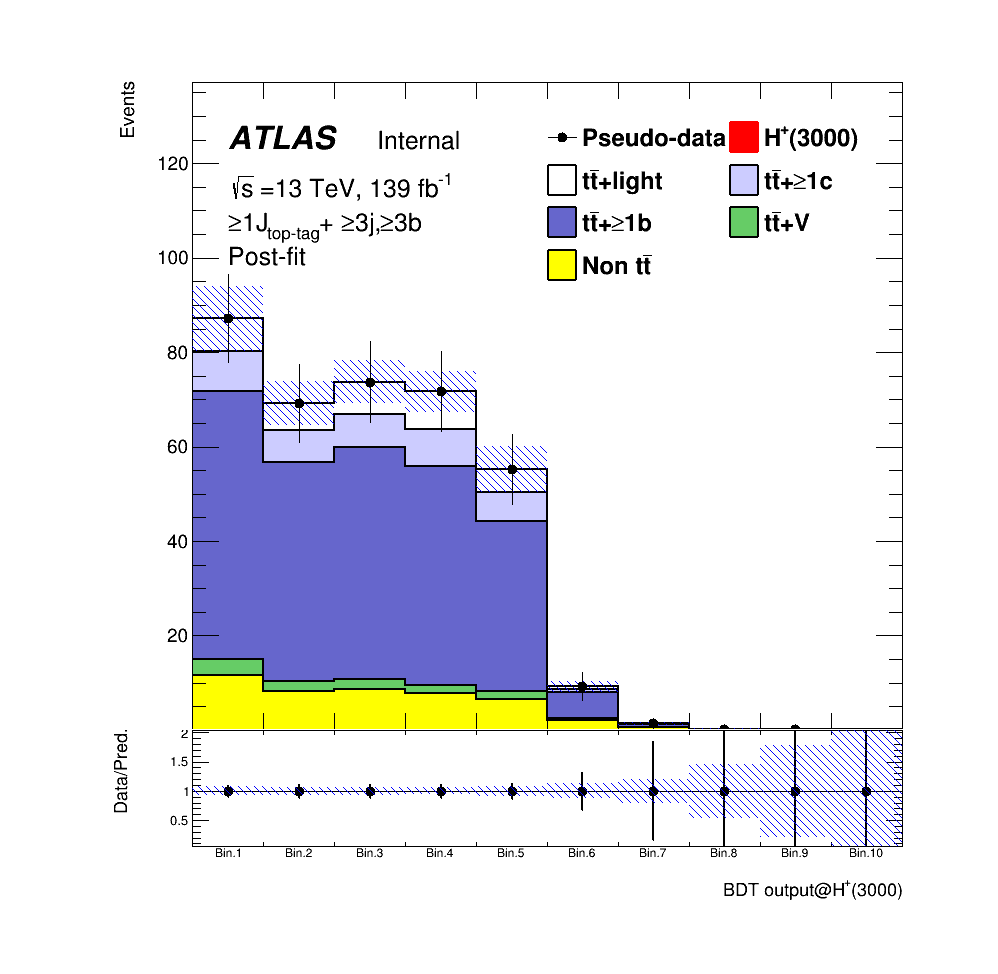 Events
ATLAS Internal
√s =13 TeV, 139 fb⁻¹
≥1J_top-tag+ ≥3j,≥3b
Post-fit
Pseudo-data
H⁺(3000)
tt̄+light
tt̄+≥1c
tt̄+≥1b
tt̄+V
Non tt̄
120
100
80
60
40
20
Data/Pred.
2
1.5
1
0.5
Bin.1 Bin.2 Bin.3 Bin.4 Bin.5 Bin.6 Bin.7 Bin.8 Bin.9 Bin.10
BDT output@H⁺(3000)